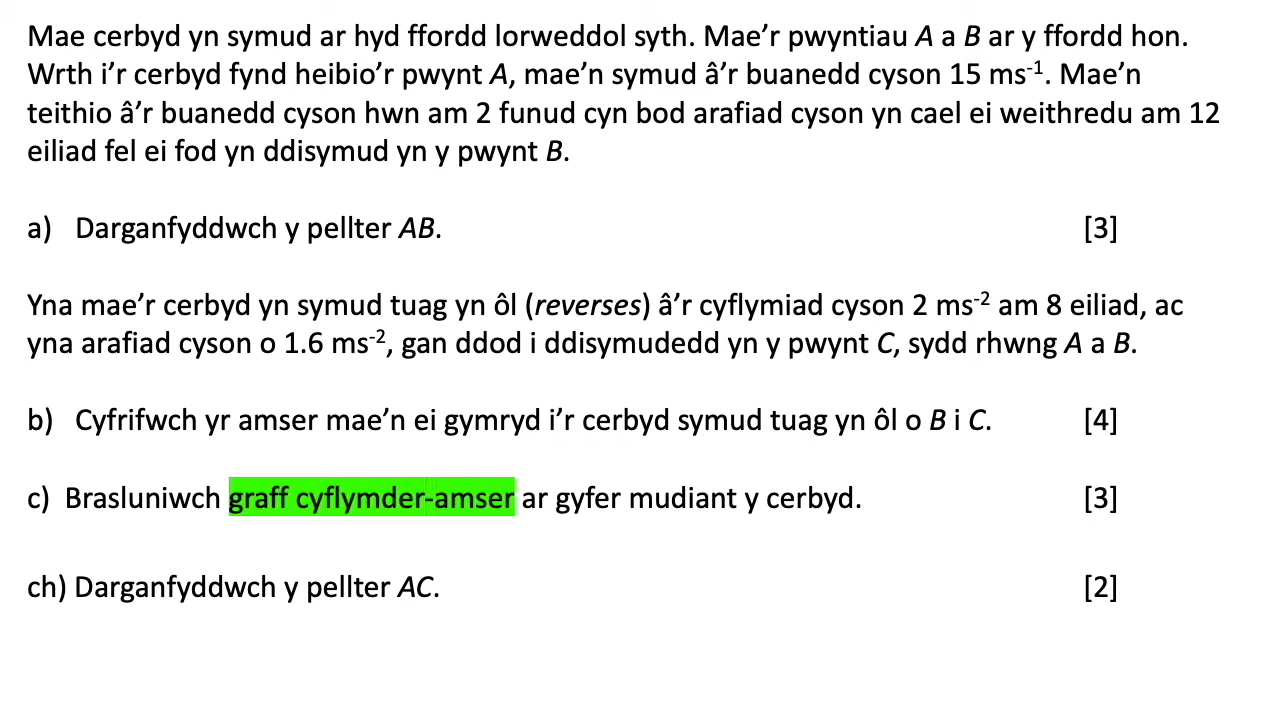 Mae cerbyd yn symud ar hyd ffordd lorweddol syth. Mae’r pwyntiau A a B ar y ffordd hon.
Wrth i’r cerbyd fynd heibio’r pwynt A, mae’n symud â’r buanedd cyson 15 ms⁻¹. Mae’n
teithio â’r buanedd cyson hwn am 2 funud cyn bod arafiad cyson yn cael ei weithredu am 12
eiliad fel ei fod yn ddisymud yn y pwynt B.
a) Darganfyddwch y pellter AB. [3]
Yna mae’r cerbyd yn symud tuag yn ôl (reverses) â’r cyflymiad cyson 2 ms⁻² am 8 eiliad, ac
yna arafiad cyson o 1.6 ms⁻², gan ddod i ddisymudedd yn y pwynt C, sydd rhwng A a B.
b) Cyfrifwch yr amser mae’n ei gymryd i’r cerbyd symud tuag yn ôl o B i C. [4]
c) Brasluniwch graff cyflymder-amser ar gyfer mudiant y cerbyd. [3]
ch) Darganfyddwch y pellter AC. [2]